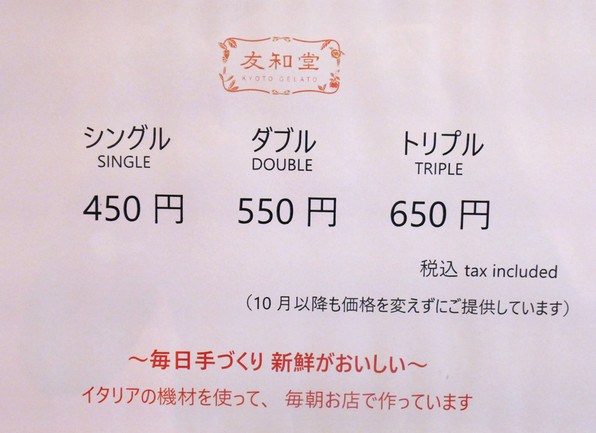 友和堂
KYOTO GELATO
シングル ダブル トリプル
SINGLE DOUBLE TRIPLE
450 円 550 円 650 円
税込 tax included
（10 月以降も価格を変えずにご提供しています）
～毎日手づくり 新鮮がおいしい～
イタリアの機材を使って、 毎朝お店で作っています